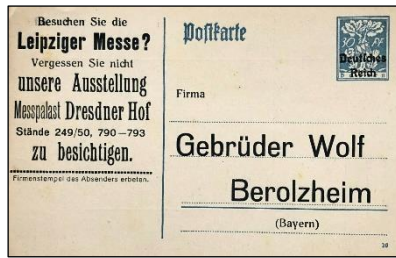 Besuchen Sie die
Leipziger Messe?
Vergessen Sie nicht
unsere Ausstellung
Messpalast Dresdner Hof
Stände 249/50, 790—793
zu besichtigen.
Firmenstempel des Absenders erbeten.
Postkarte
Deutsches
Reich
Firma
Gebrüder Wolf
Berolzheim
(Bayern)